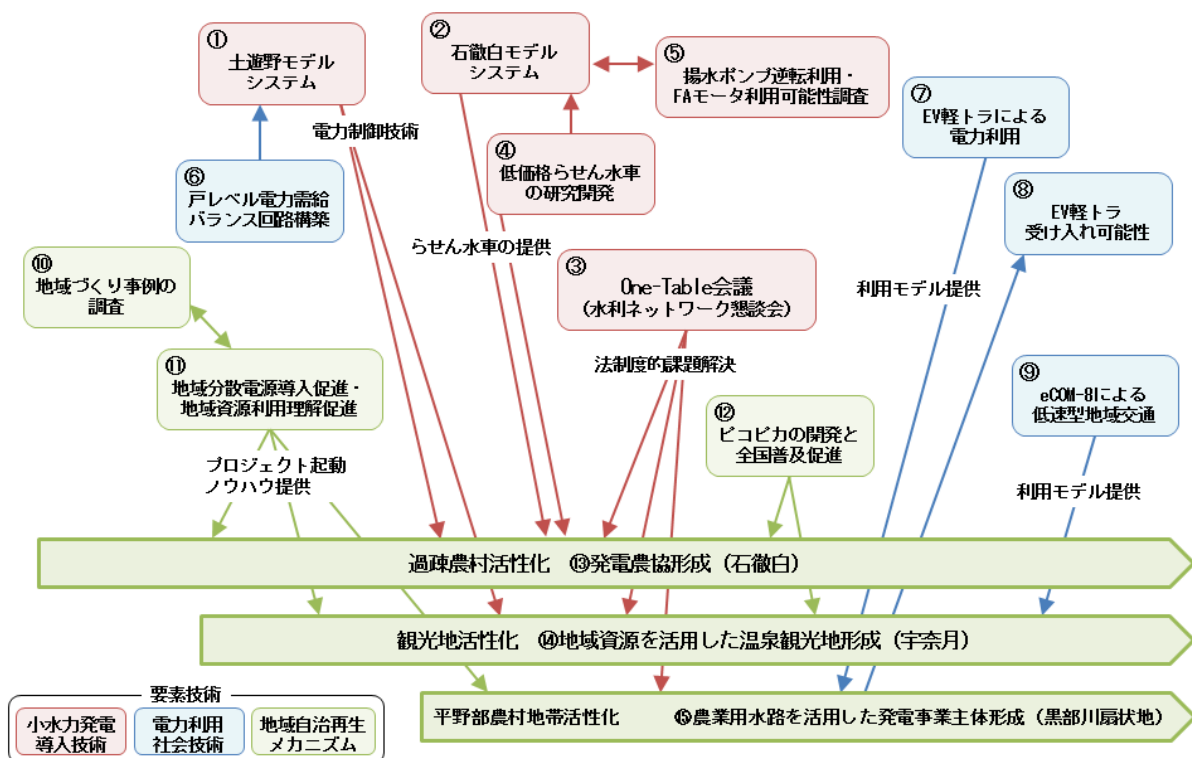 ①
土遊野モデル
システム
②
石徹白モデル
システム
⑤
揚水ポンプ逆転利用・
FAモータ利用可能性調査
⑦
EV軽トラによる
電力利用
電力制御技術
④
低価格らせん水車
の研究開発
⑥
戸レベル電力需給
バランス回路構築
⑧
EV軽トラ
受け入れ可能性
らせん水車の提供
⑩
地域づくり事例の
調査
③
One-Table会議
(水利ネットワーク懇談会)
利用モデル提供
法制度的課題解決
⑪
地域分散電源導入促進・
地域資源利用理解促進
⑨
eCOM-8による
低速型地域交通
⑫
ピコピカの開発と
全国普及促進
プロジェクト起動
ノウハウ提供
利用モデル提供
過疎農村活性化 ⑬発電農協形成(石徹白)
観光地活性化 ⑭地域資源を活用した温泉観光地形成(宇奈月)
平野部農村地帯活性化 ⑮農業用水路を活用した発電事業主体形成(黒部川扇伏地)
要素技術
小水力発電
導入技術
電力利用
社会技術
地域自治再生
メカニズム